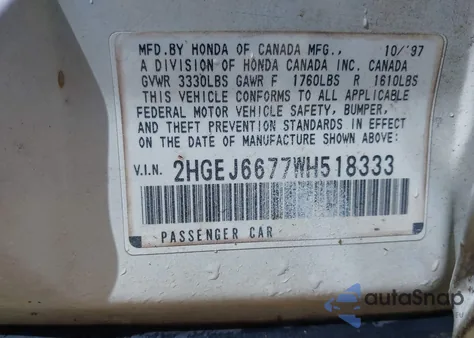 MFD.BY HONDA OF CANADA MFG., 10/'97
A DIVISION OF HONDA CANADA INC. CANADA
GVWR 3330LBS GAWR F 1760LBS R 1610LBS
THIS VEHICLE CONFORMS TO ALL APPLICABLE
FEDERAL MOTOR VEHICLE SAFETY, BUMPER,
AND THEFT PREVENTION STANDARDS IN EFFECT
ON THE DATE OF MANUFACTURE SHOWN ABOVE:
V.I.N. 2HGEJ6677WH518333
PASSENGER CAR
autoSnap